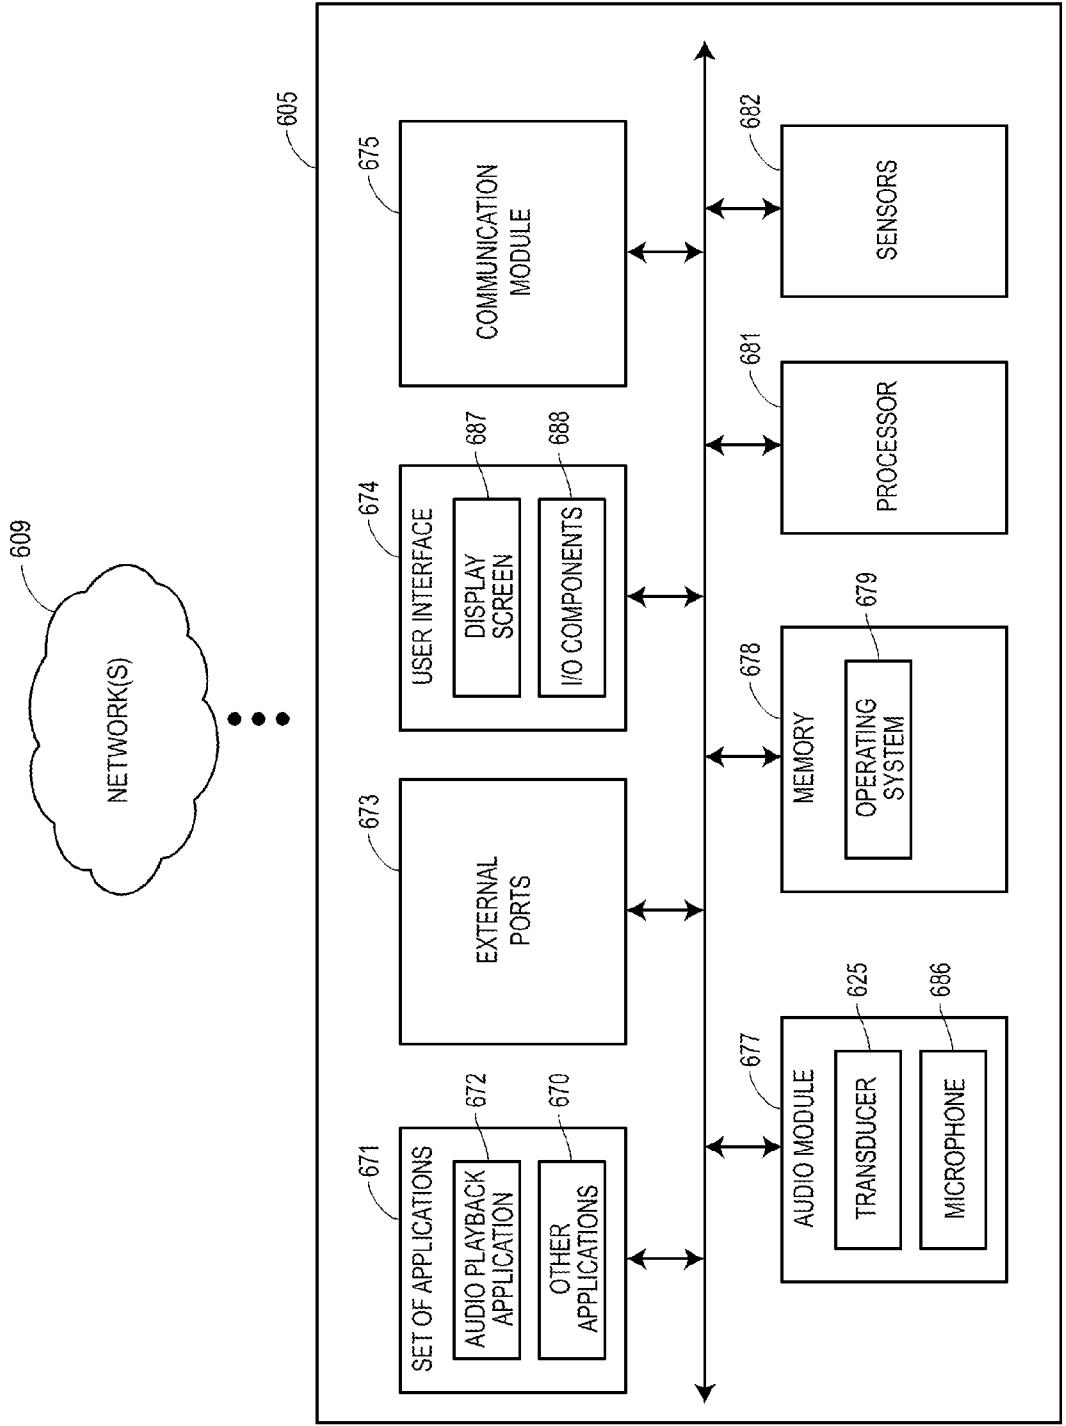 609
NETWORK(S)
605
671
SET OF APPLICATIONS
672
AUDIO PLAYBACK
APPLICATION
670
OTHER
APPLICATIONS
673
EXTERNAL
PORTS
674
USER INTERFACE
687
DISPLAY
SCREEN
688
I/O COMPONENTS
675
COMMUNICATION
MODULE
677
AUDIO MODULE
625
TRANSDUCER
686
MICROPHONE
678
MEMORY
679
OPERATING
SYSTEM
681
PROCESSOR
682
SENSORS